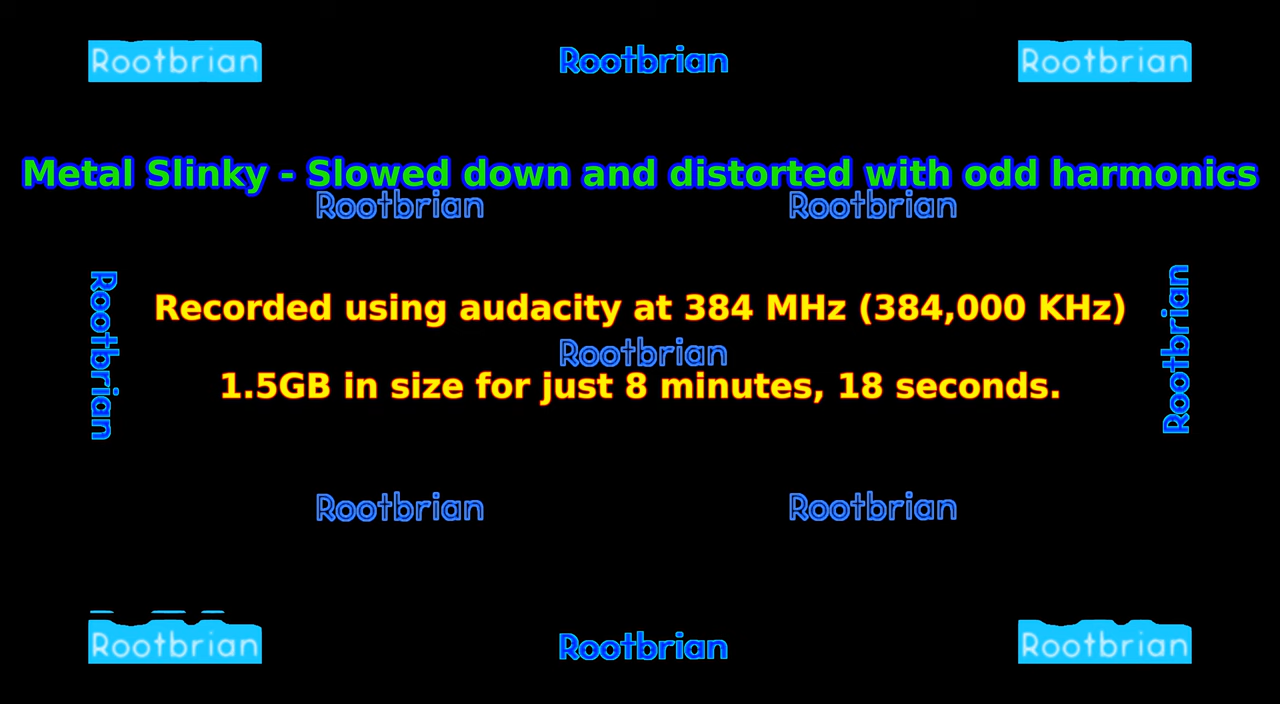 Rootbrian Rootbrian Rootbrian
Metal Slinky - Slowed down and distorted with odd harmonics
Rootbrian Rootbrian
Rootbrian
Rootbrian
Recorded using audacity at 384 MHz (384,000 KHz)
Rootbrian
1.5GB in size for just 8 minutes, 18 seconds.
Rootbrian Rootbrian
Rootbrian Rootbrian Rootbrian